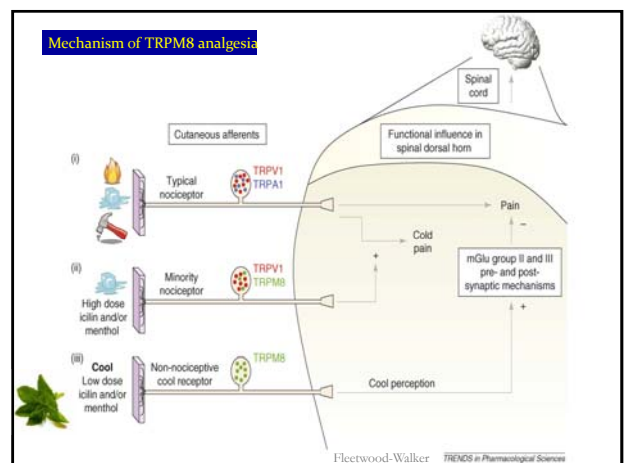 Mechanism of TRPM8 analgesia
Spinal
cord
Cutaneous afferents
Functional influence in
spinal dorsal horn
(i)
Typical
nociceptor
TRPV1
TRPA1
Pain
–
Cold
pain
+
mGlu group II and III
pre- and post-
synaptic mechanisms
+
(ii)
High dose
icilin and/or
menthol
Minority
nociceptor
TRPV1
TRPM8
(iii)
Cool
Low dose
icilin and/or
menthol
Non-nociceptive
cool receptor
TRPM8
Cool perception
Fleetwood-Walker
TRENDS in Pharmacological Sciences